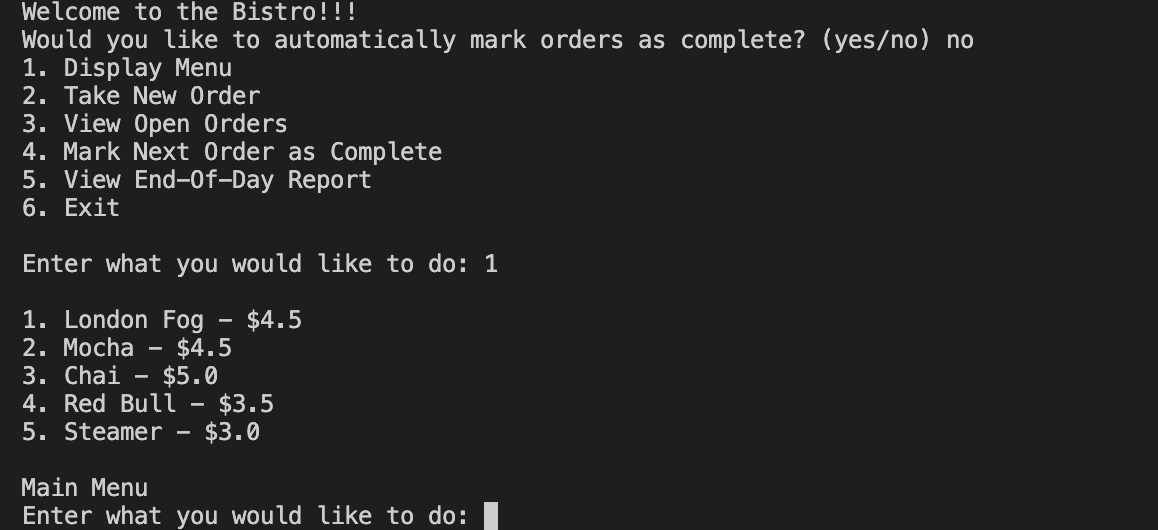 Welcome to the Bistro!!!
Would you like to automatically mark orders as complete? (yes/no) no
1. Display Menu
2. Take New Order
3. View Open Orders
4. Mark Next Order as Complete
5. View End-Of-Day Report
6. Exit
Enter what you would like to do: 1
1. London Fog - $4.5
2. Mocha - $4.5
3. Chai - $5.0
4. Red Bull - $3.5
5. Steamer - $3.0
Main Menu
Enter what you would like to do: